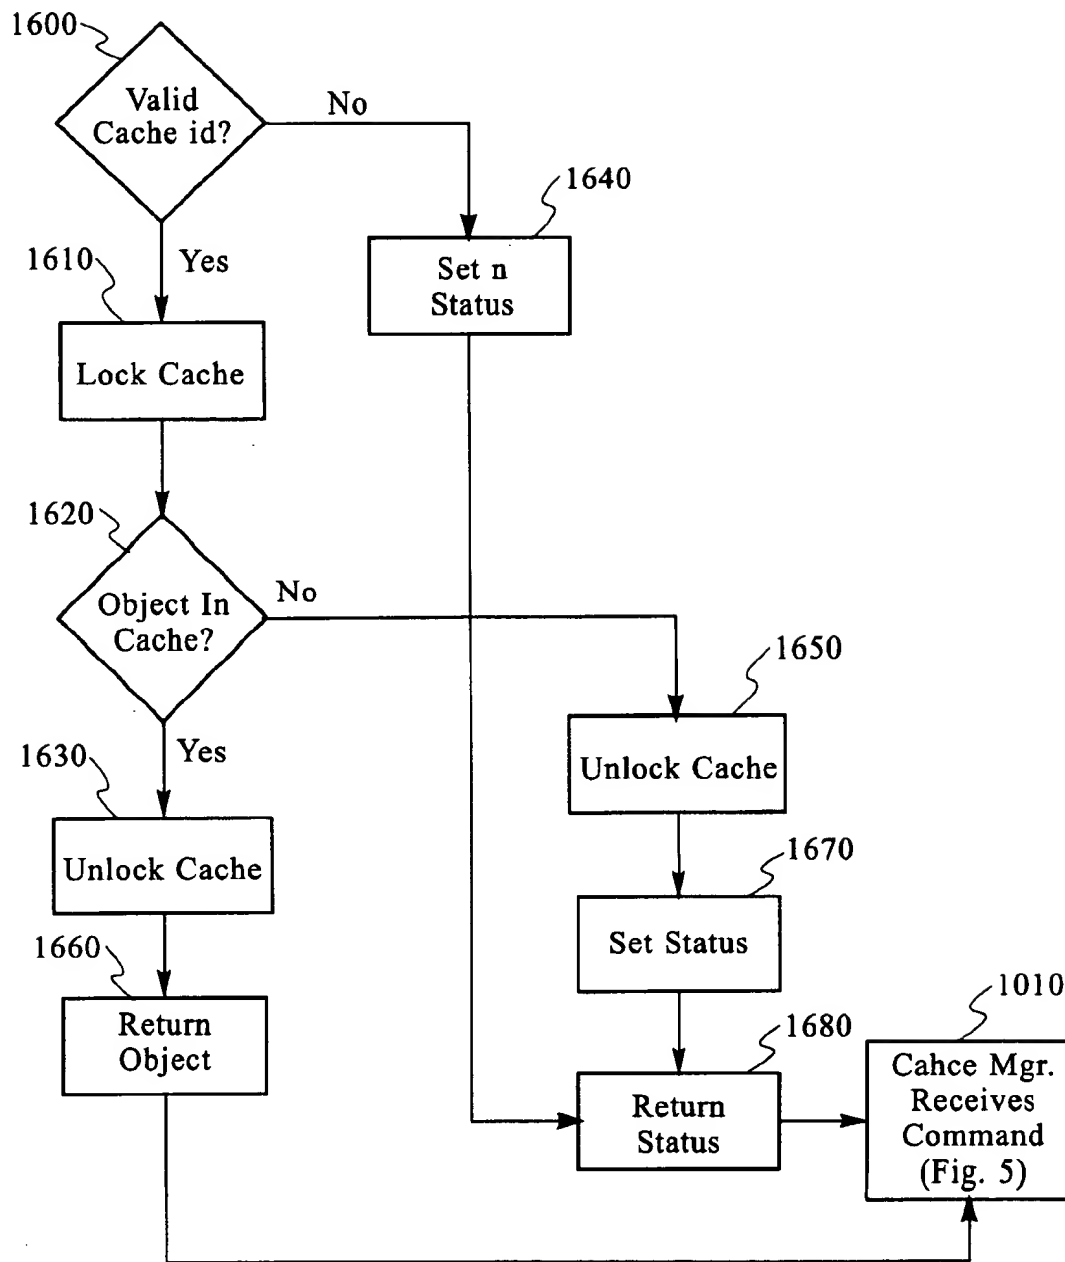 1600
Valid
Cache id?
No
1640
Set n
Status
Yes
1610
Lock Cache
1620
Object In
Cache?
No
1650
Unlock Cache
Yes
1630
Unlock Cache
1670
Set Status
1660
Return
Object
1680
Return
Status
1010
Cahce Mgr.
Receives
Command
(Fig. 5)